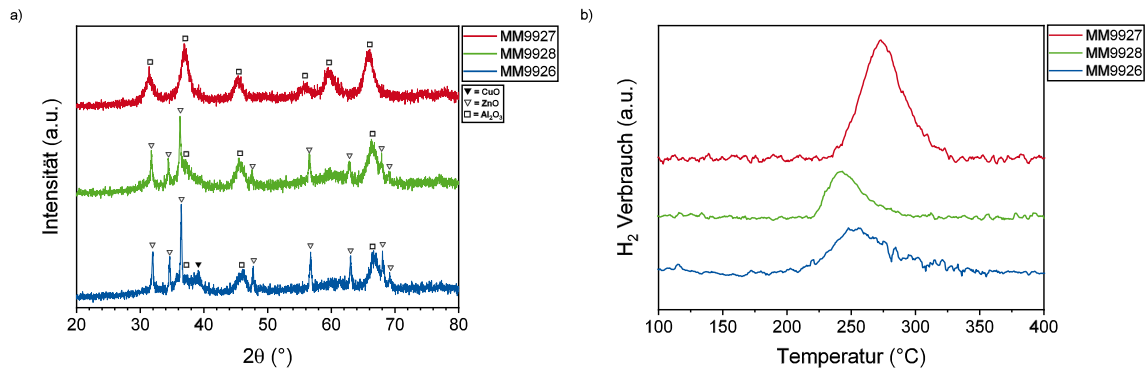 a)
MM9927
MM9928
MM9926
▼ = CuO
▽ = ZnO
□ = Al₂O₃
Intensität (a.u.)
20 30 40 50 60 70 80
2θ (°)
b)
MM9927
MM9928
MM9926
H₂ Verbrauch (a.u.)
100 150 200 250 300 350 400
Temperatur (°C)